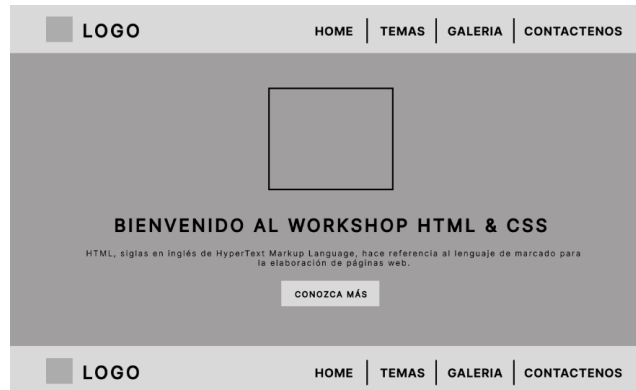 LOGO
HOME TEMAS GALERIA CONTACTENOS
BIENVENIDO AL WORKSHOP HTML & CSS
HTML, siglas en inglés de HyperText Markup Language, hace referencia al lenguaje de marcado para
la elaboración de páginas web.
CONOZCA MÁS
LOGO
HOME TEMAS GALERIA CONTACTENOS